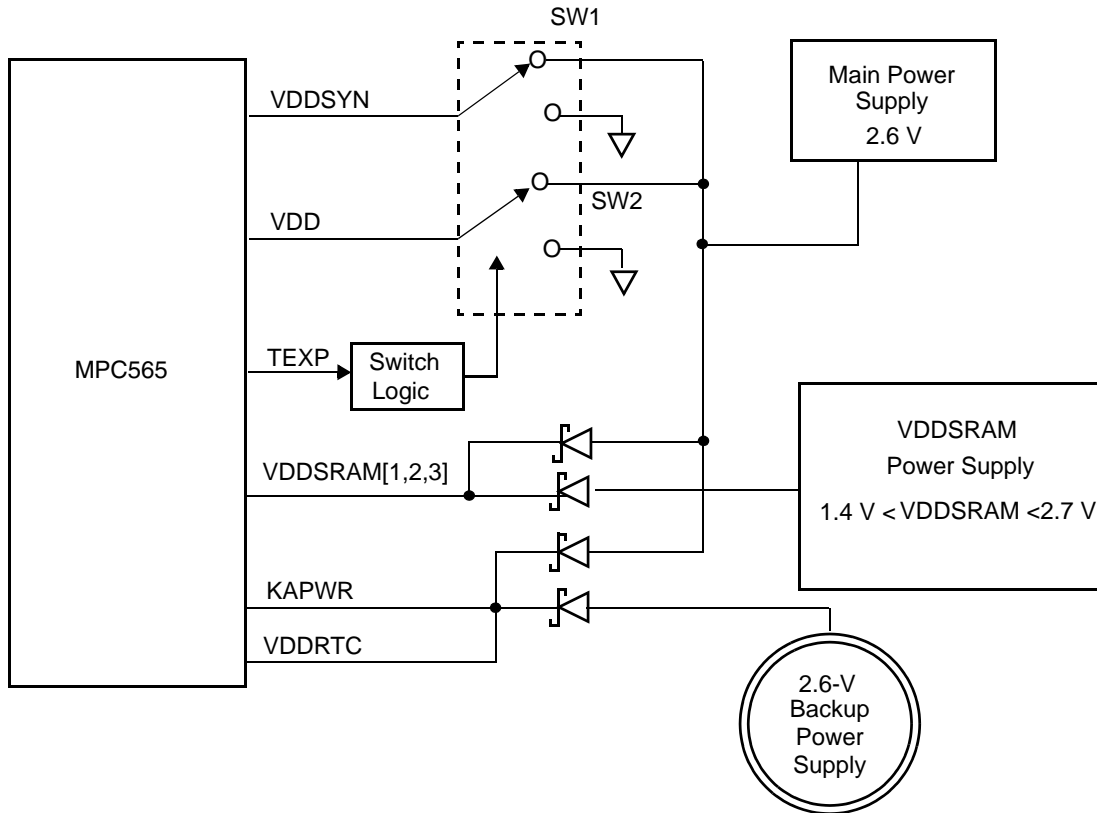 SW1
Main Power
Supply
2.6 V
VDDSYN
SW2
VDD
MPC565
TEXP
Switch
Logic
VDDSRAM
Power Supply
1.4 V < VDDSRAM <2.7 V
VDDSRAM[1,2,3]
KAPWR
VDDRTC
2.6-V
Backup
Power
Supply